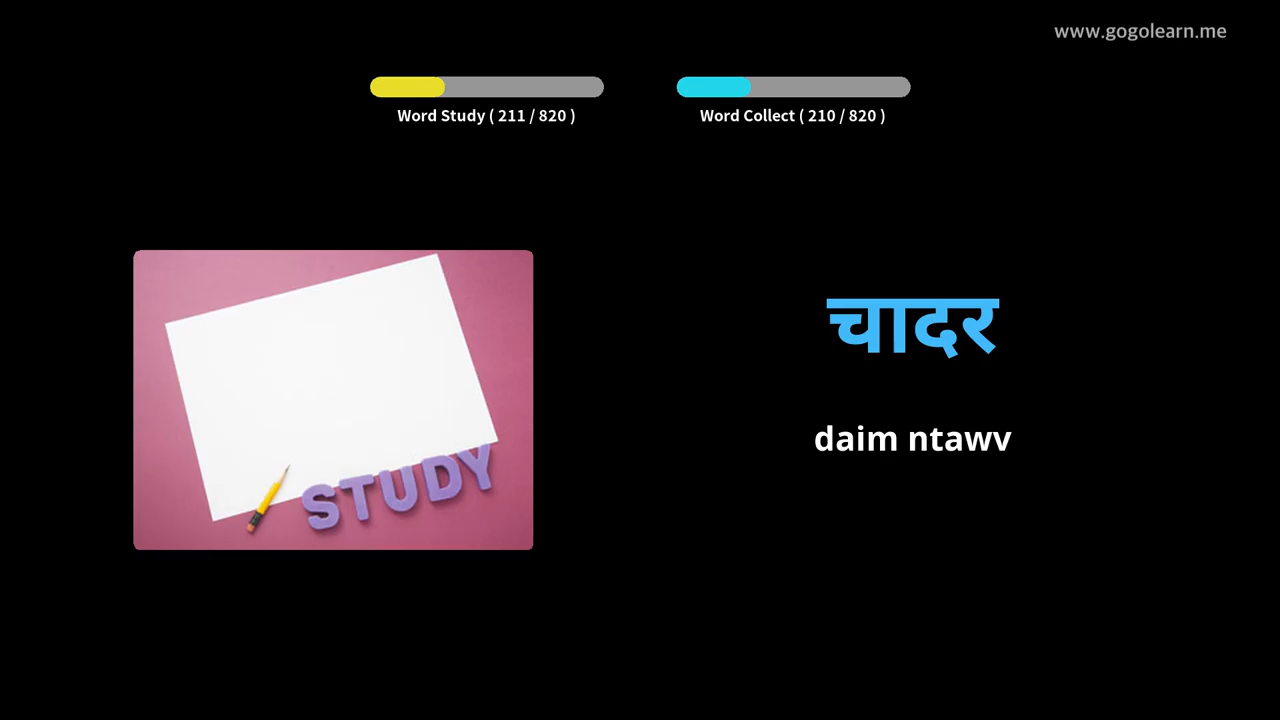 www.gogolearn.me
Word Study ( 211 / 820 )
Word Collect ( 210 / 820 )
चादर
daim ntawv
STUDY